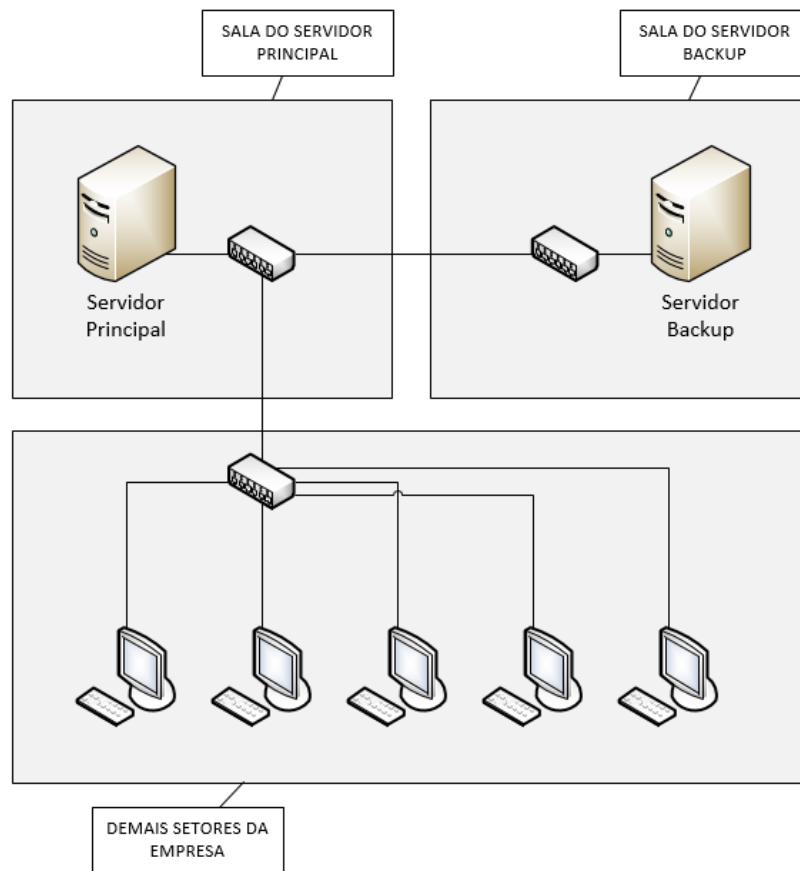 SALA DO SERVIDOR
PRINCIPAL
SALA DO SERVIDOR
BACKUP
Servidor
Principal
Servidor
Backup
DEMAIS SETORES DA
EMPRESA